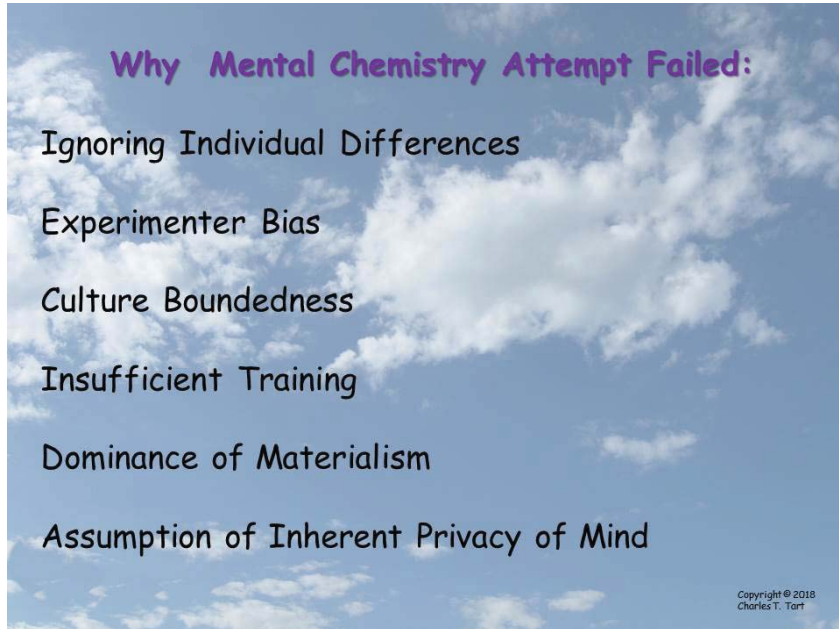 Why Mental Chemistry Attempt Failed:
Ignoring Individual Differences
Experimenter Bias
Culture Boundedness
Insufficient Training
Dominance of Materialism
Assumption of Inherent Privacy of Mind
Copyright © 2018
Charles T. Tart